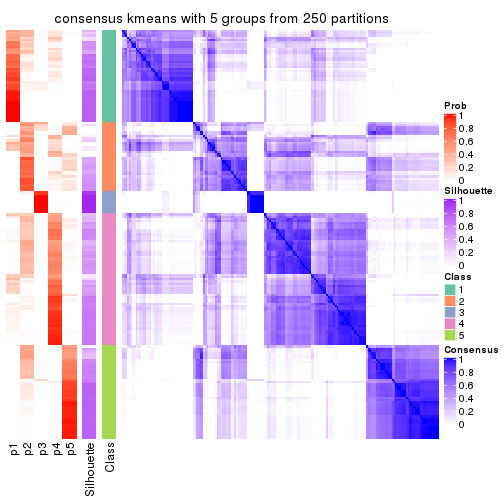 consensus kmeans with 5 groups from 250 partitions
Prob
1
0.8
0.6
0.4
0.2
0
Silhouette
1
0.8
0.6
0.4
0.2
0
Class
1
2
3
4
5
Consensus
1
0.8
0.6
0.4
0.2
0
p1
p2
p3
p4
p5
Silhouette
Class